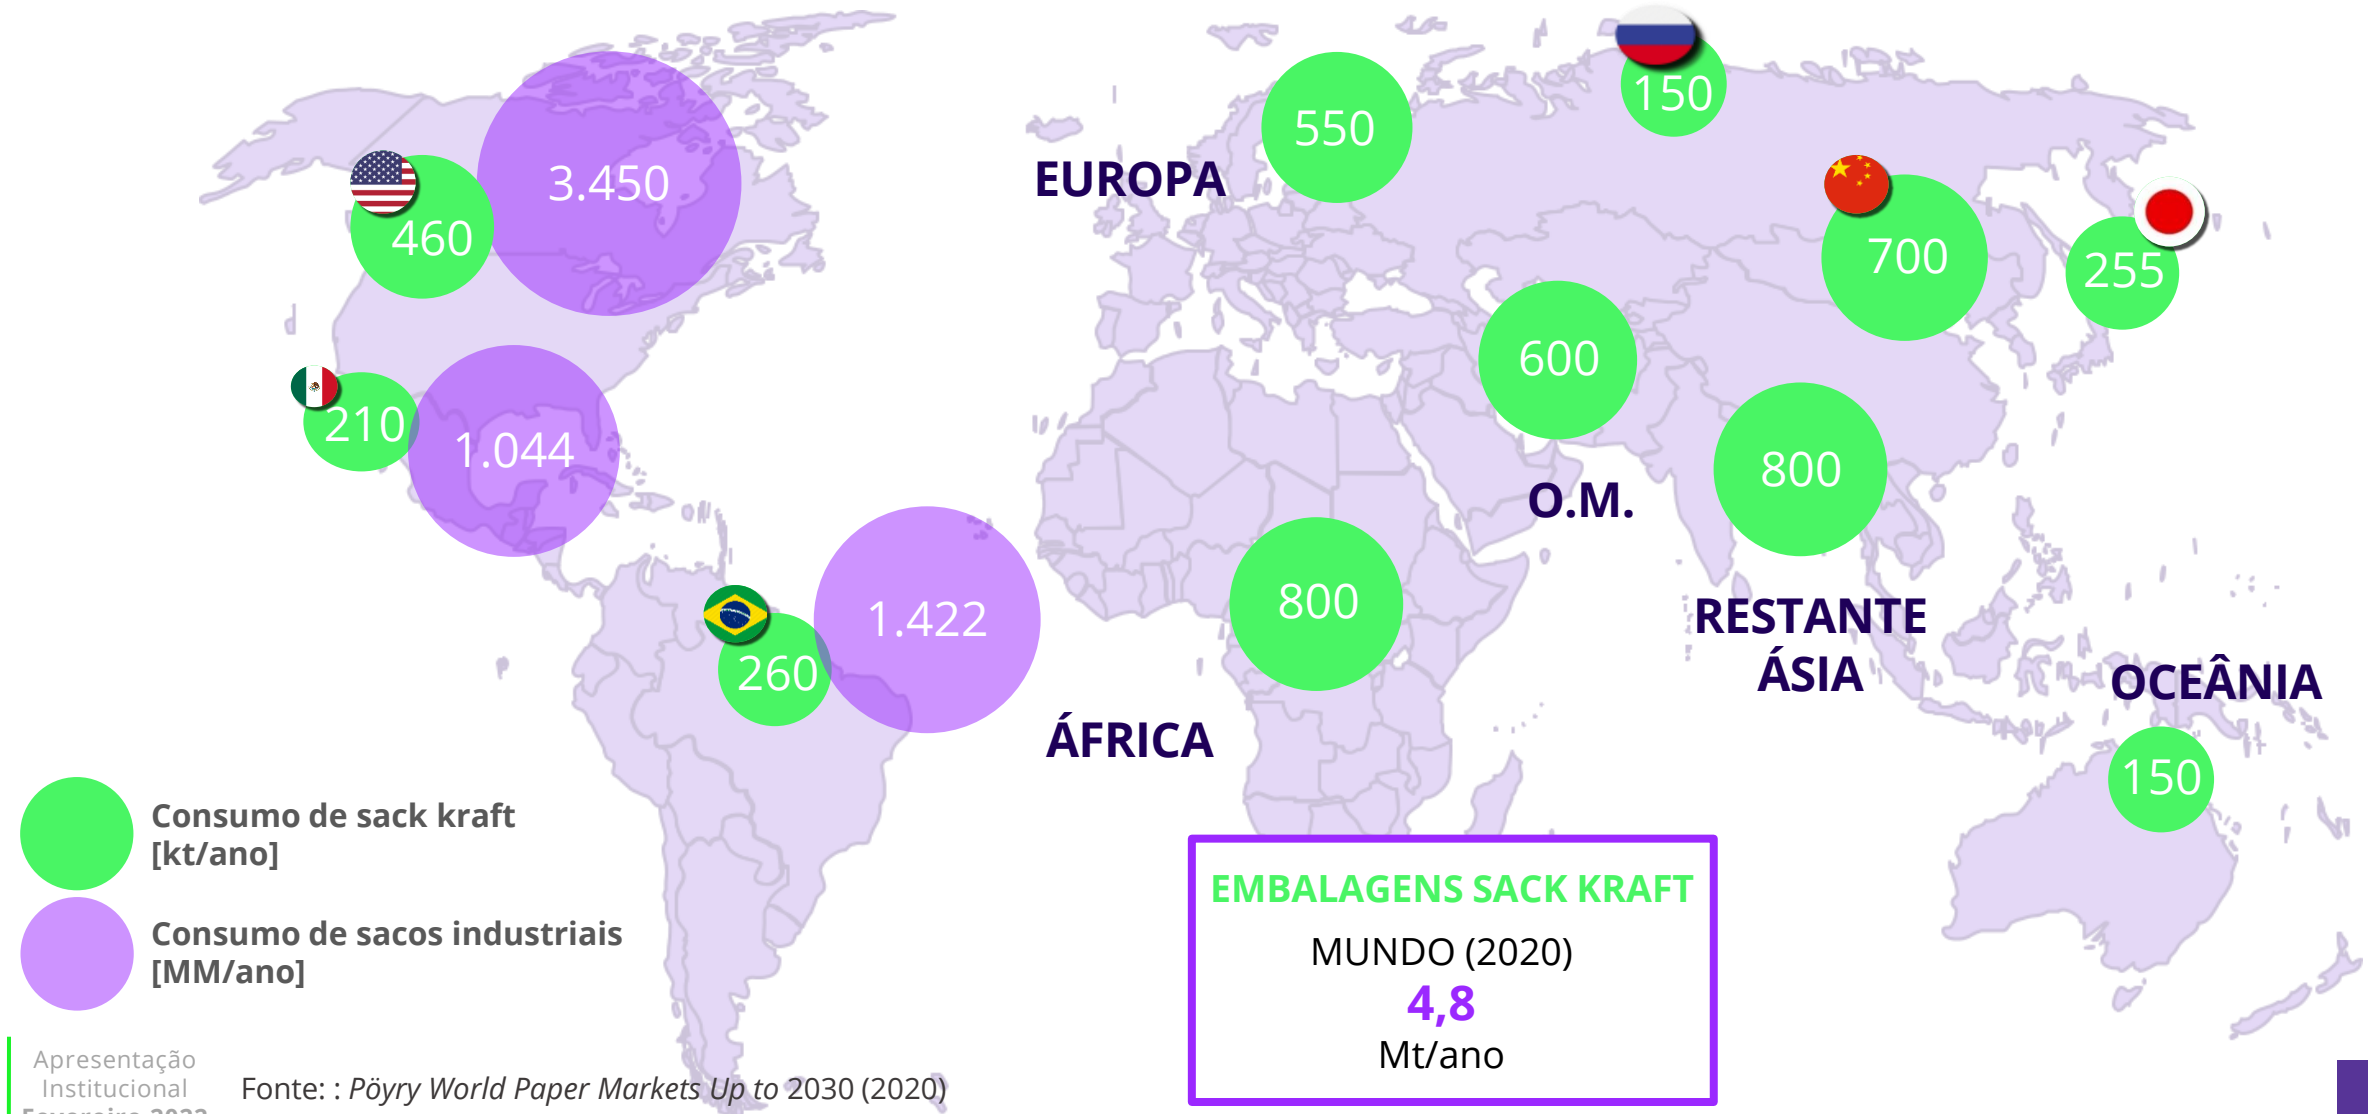 3.450
460
EUROPA
550
150
700
255
600
210
1.044
800
O.M.
1.422
260
800
RESTANTE
ÁSIA
OCEÂNIA
ÁFRICA
150
Consumo de sack kraft
[kt/ano]
Consumo de sacos industriais
[MM/ano]
EMBALAGENS SACK KRAFT
MUNDO (2020)
4,8
Mt/ano
Apresentação
Institucional
Fonte: : Pöyry World Paper Markets Up to 2030 (2020)